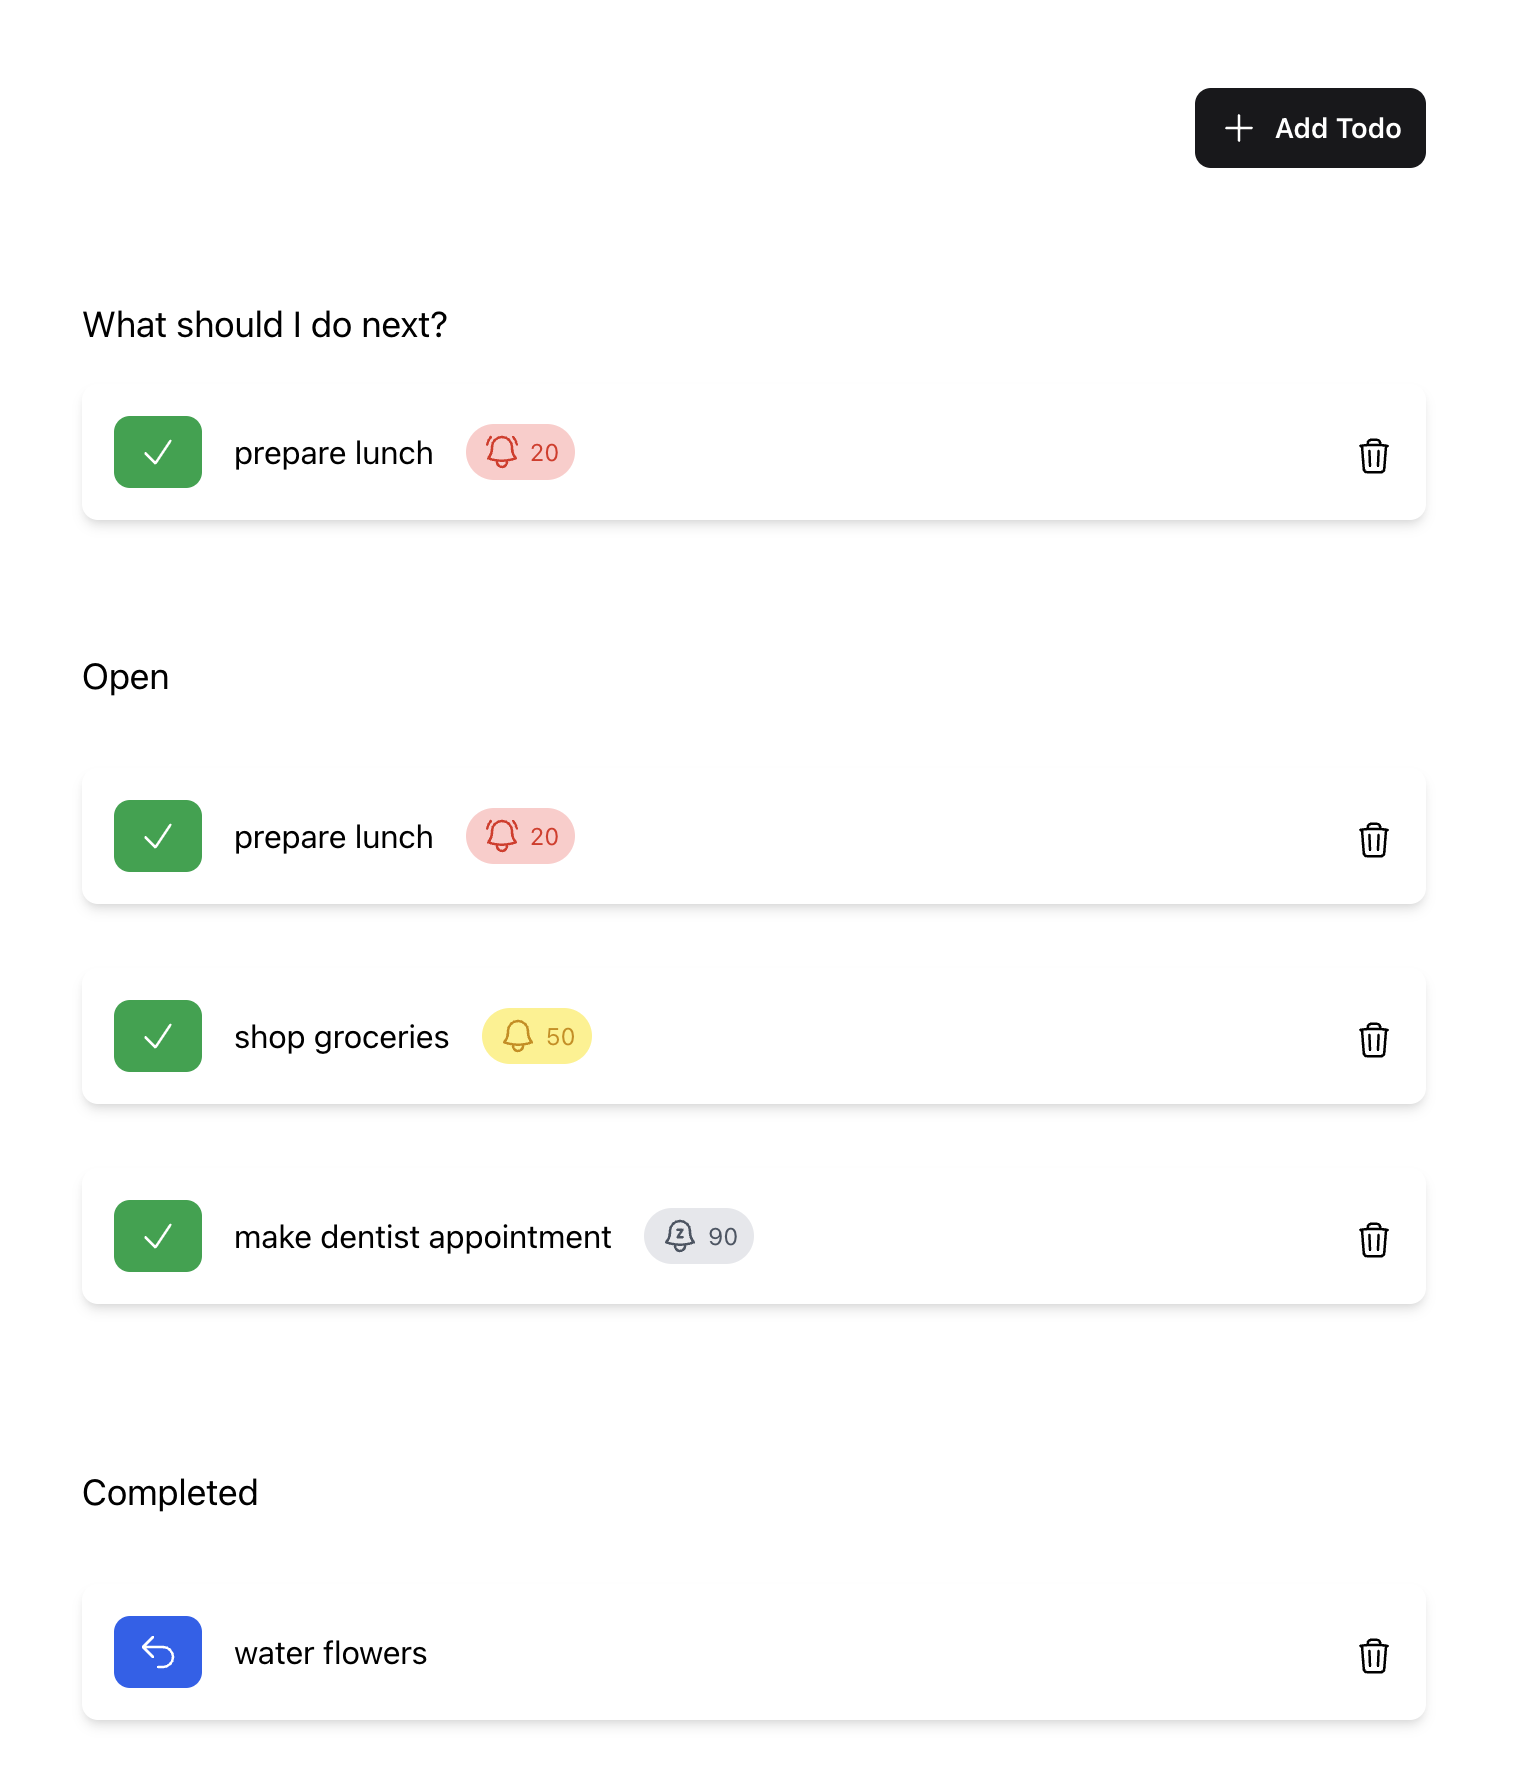 Add Todo
What should I do next?
prepare lunch 20
Open
prepare lunch 20
shop groceries 50
make dentist appointment 90
Completed
water flowers